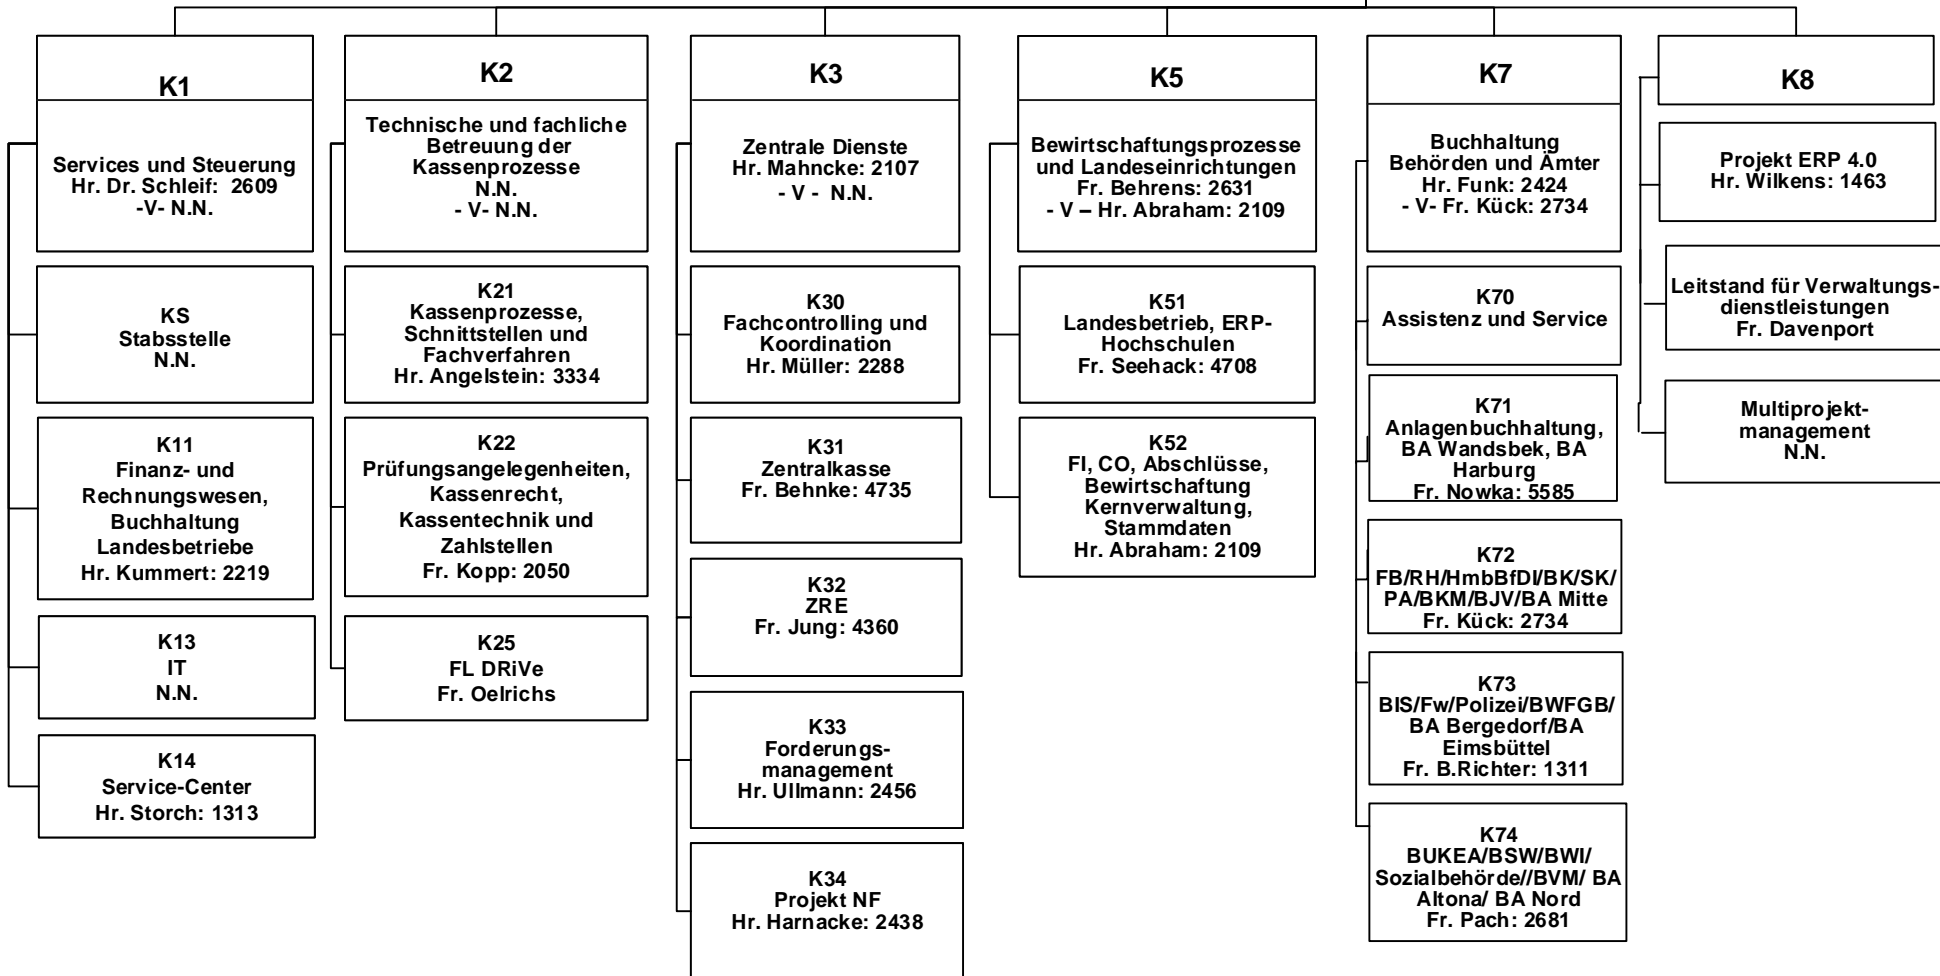 K1
Services und Steuerung
Hr. Dr. Schleif: 2609
-V- N.N.
KS
Stabsstelle
N.N.
K11
Finanz- und
Rechnungswesen,
Buchhaltung
Landesbetriebe
Hr. Kummert: 2219
K13
IT
N.N.
K14
Service-Center
Hr. Storch: 1313
K2
Technische und fachliche
Betreuung der
Kassenprozesse
N.N.
- V- N.N.
K21
Kassenprozesse,
Schnittstellen und
Fachverfahren
Hr. Angelstein: 3334
K22
Prüfungsangelegenheiten,
Kassenrecht,
Kassentechnik und
Zahlstellen
Fr. Kopp: 2050
K25
FL DRiVe
Fr. Oelrichs
K3
Zentrale Dienste
Hr. Mahncke: 2107
- V - N.N.
K30
Fachcontrolling und
Koordination
Hr. Müller: 2288
K31
Zentralkasse
Fr. Behnke: 4735
K32
ZRE
Fr. Jung: 4360
K33
Forderungs-
management
Hr. Ullmann: 2456
K34
Projekt NF
Hr. Harnacke: 2438
K5
Bewirtschaftungsprozesse
und Landeseinrichtungen
Fr. Behrens: 2631
- V – Hr. Abraham: 2109
K51
Landesbetrieb, ERP-
Hochschulen
Fr. Seehack: 4708
K52
FI, CO, Abschlüsse,
Bewirtschaftung
Kernverwaltung,
Stammdaten
Hr. Abraham: 2109
K7
Buchhaltung
Behörden und Ämter
Hr. Funk: 2424
- V- Fr. Kück: 2734
K70
Assistenz und Service
K71
Anlagenbuchhaltung,
BA Wandsbek, BA
Harburg
Fr. Nowka: 5585
K72
FB/RH/HmbBfDI/BK/SK/
PA/BKM/BJV/BA Mitte
Fr. Kück: 2734
K73
BIS/Fw/Polizei/BWFGB/
BA Bergedorf/BA
Eimsbüttel
Fr. B.Richter: 1311
K74
BUKEA/BSW/BWI/
Sozialbehörde//BVM/ BA
Altona/ BA Nord
Fr. Pach: 2681
K8
Projekt ERP 4.0
Hr. Wilkens: 1463
Leitstand für Verwaltungs-
dienstleistungen
Fr. Davenport
Multiprojekt-
management
N.N.